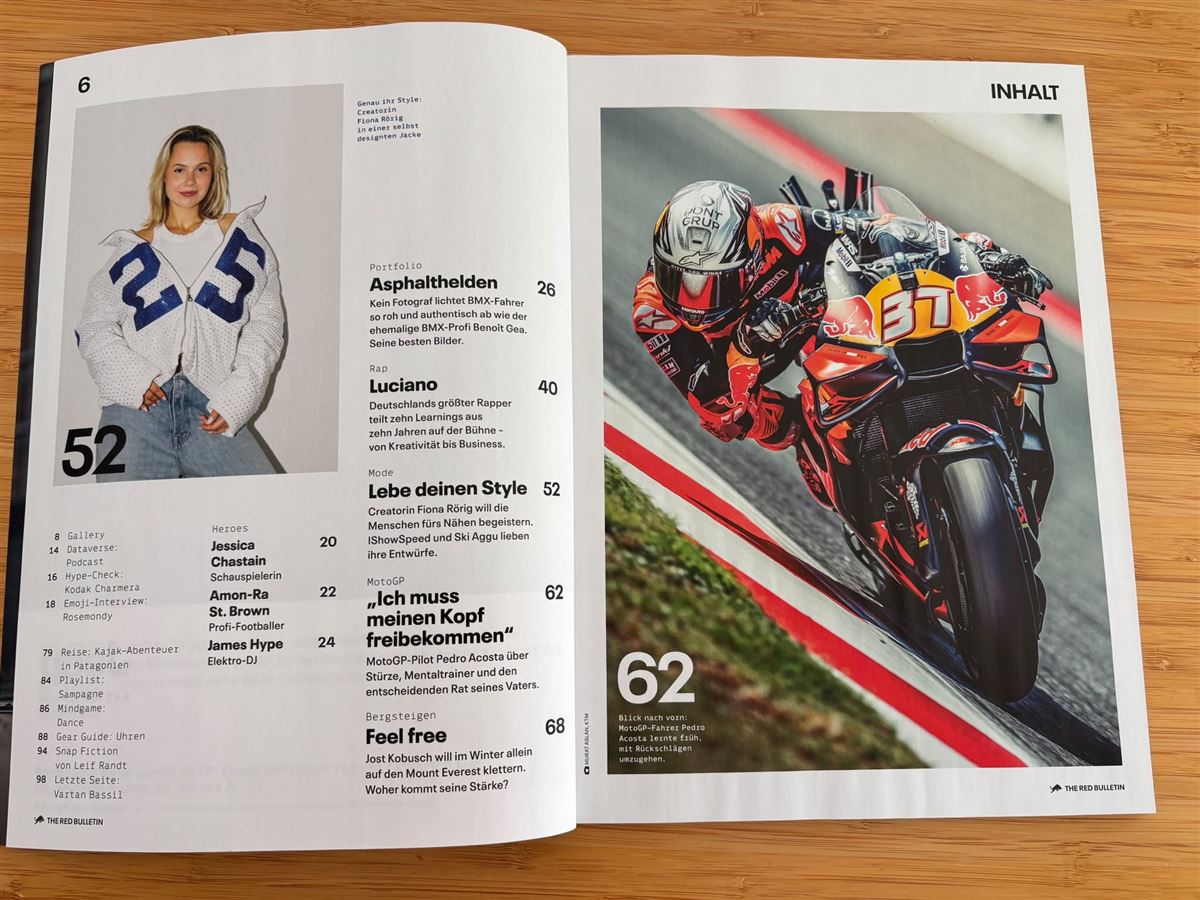 6
Genau ihr Style:
Creatorin
Fiona Rörig
in einer selbst
designten Jacke
25
52
Portfolio
Asphalthelden 26
Kein Fotograf lichtet BMX-Fahrer
so roh und authentisch ab wie der
ehemalige BMX-Profi Benoît Gea.
Seine besten Bilder.
Rap
Luciano 40
Deutschlands größter Rapper
teilt zehn Learnings aus
zehn Jahren auf der Bühne –
von Kreativität bis Business.
Mode
Lebe deinen Style 52
Creatorin Fiona Rörig will die
Menschen fürs Nähen begeistern.
IShowSpeed und Ski Aggu lieben
ihre Entwürfe.
MotoGP
„Ich muss 62
meinen Kopf
freibekommen“
MotoGP-Pilot Pedro Acosta über
Stürze, Mentaltrainer und den
entscheidenden Rat seines Vaters.
Bergsteigen
Feel free 68
Jost Kobusch will im Winter allein
auf den Mount Everest klettern.
Woher kommt seine Stärke?
8 Gallery
14 Dataverse:
Podcast
16 Hype-Check:
Kodak Charmera
18 Emoji-Interview:
Rosemondy
79 Reise: Kajak-Abenteuer
in Patagonien
84 Playlist:
Sampagne
86 Mindgame:
Dance
88 Gear Guide: Uhren
94 Snap Fiction
von Leif Randt
98 Letzte Seite:
Vartan Bassil
Heroes
Jessica 20
Chastain
Schauspielerin
Amon-Ra 22
St. Brown
Profi-Footballer
James Hype 24
Elektro-DJ
THE RED BULLETIN
INHALT
MONT
GRUP
Mobil 1
37
62
Blick nach vorn:
MotoGP-Fahrer Pedro
Acosta lernte früh,
mit Rückschlägen
umzugehen.
MURAT ASLAN, KTM
THE RED BULLETIN